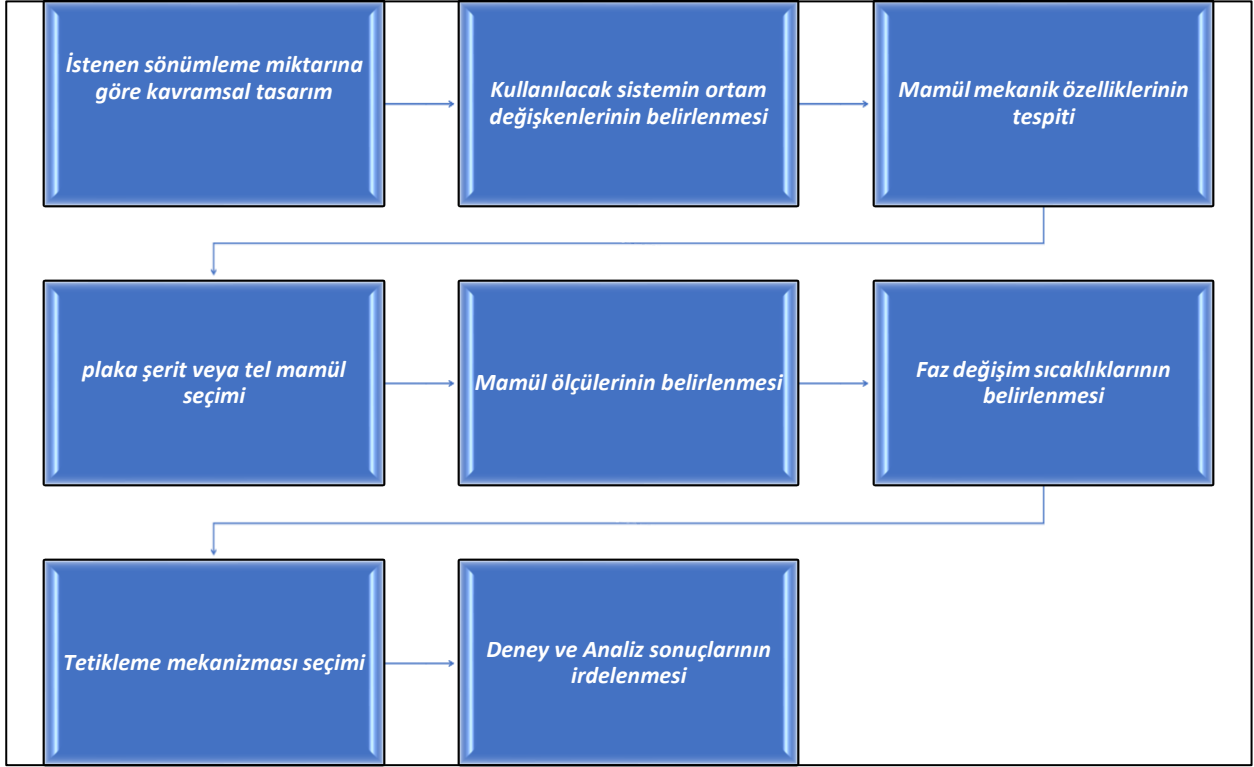 İstenen sönümleme miktarına
göre kavramsal tasarım
Kullanılacak sistemin ortam
değişkenlerinin belirlenmesi
Mamül mekanik özelliklerinin
tespiti
plaka şerit veya tel mamül
seçimi
Mamül ölçülerinin belirlenmesi
Faz değişim sıcaklıklarının
belirlenmesi
Tetikleme mekanizması seçimi
Deney ve Analiz sonuçlarının
irdelenmesi